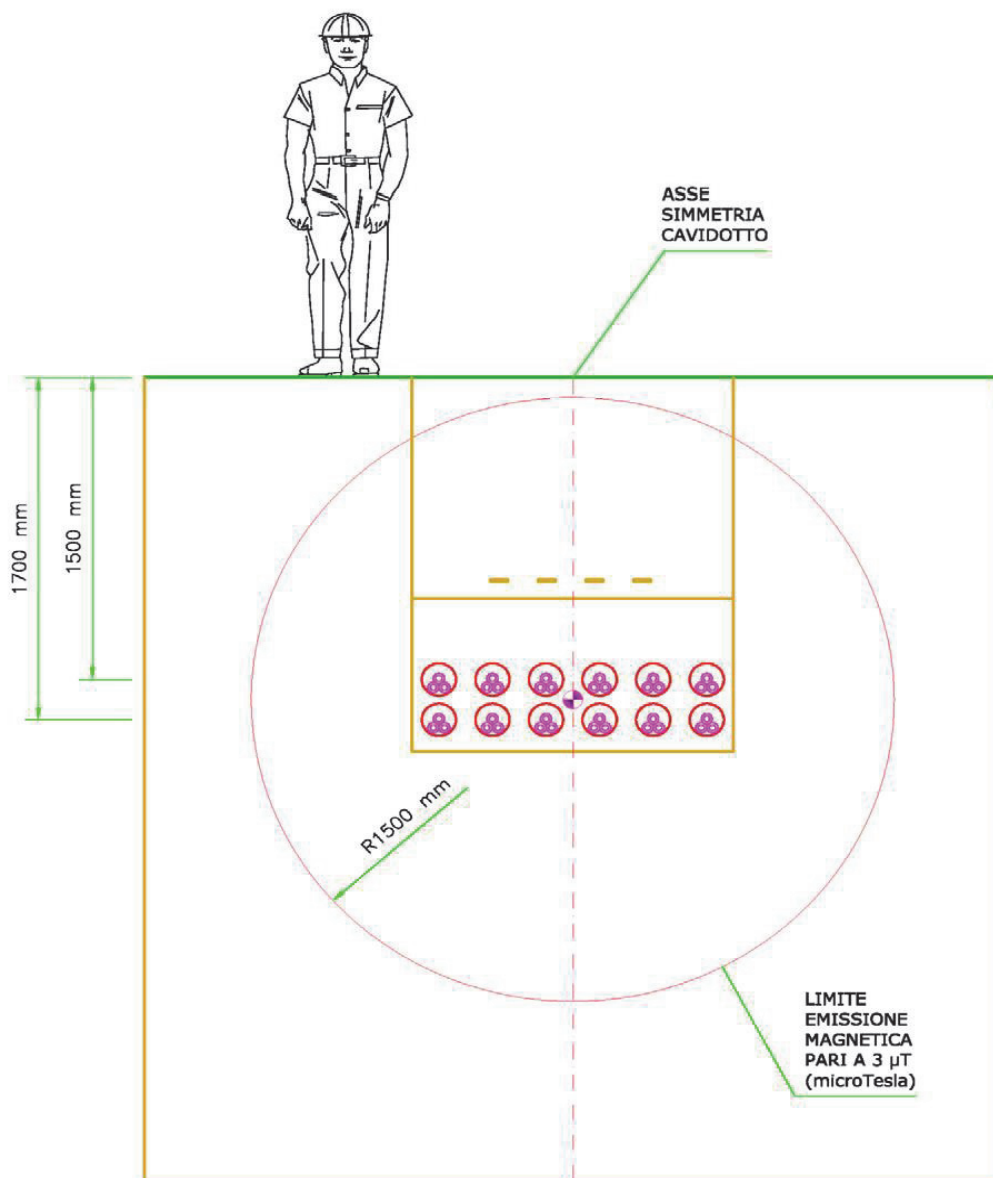 ASSE
SIMMETRIA
CAVIDOTTO
1700 mm
1500 mm
R1500 mm
LIMITE
EMISSIONE
MAGNETICA
PARI A 3 µT
(microTesla)